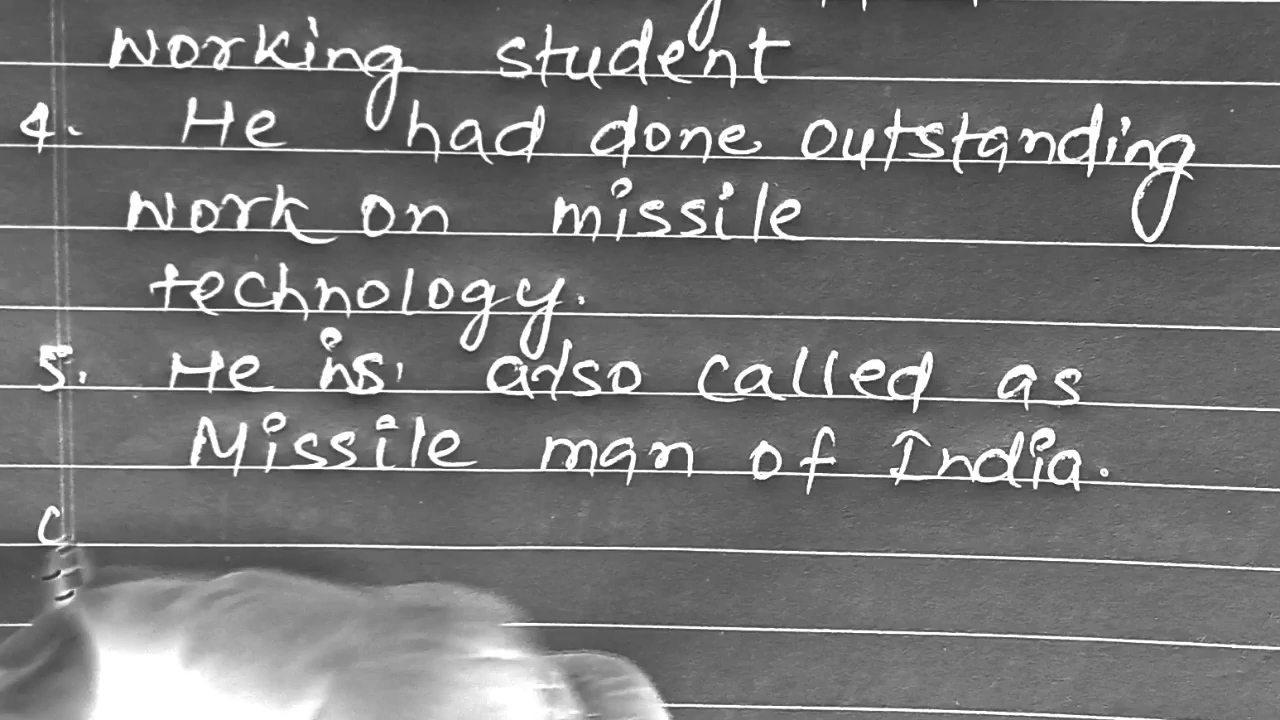 working student
4. He had done outstanding
work on missile
technology.
5. He is also called as
Missile man of India.